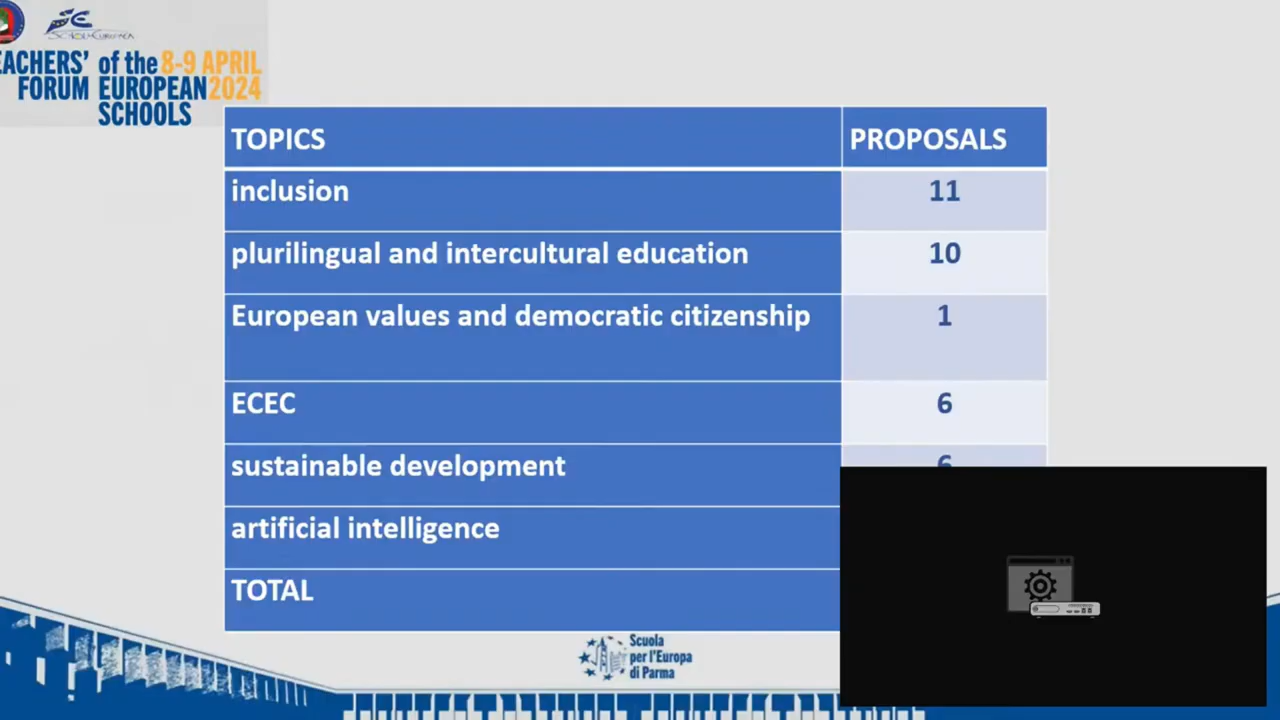 EACHERS' of the 8-9 APRIL
FORUM EUROPEAN 2024
SCHOOLS
TOPICS PROPOSALS
inclusion 11
plurilingual and intercultural education 10
European values and democratic citizenship 1
ECEC 6
sustainable development
artificial intelligence
TOTAL
Scuola
per l'Europa
di Parma